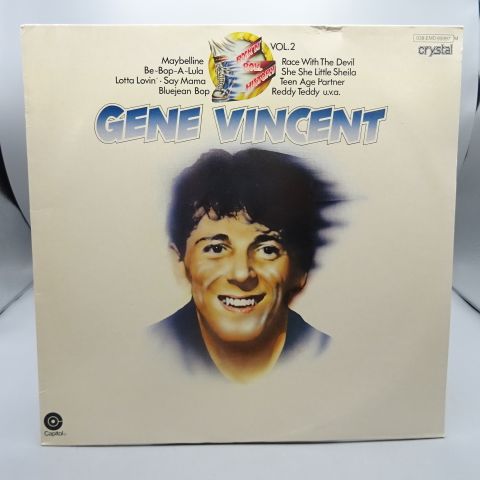 VOL.2
Maybelline
Be-Bop-A-Lula
Lotta Lovin' · Say Mama
Bluejean Bop
Race With The Devil
She She Little Sheila
Teen Age Partner
Reddy Teddy u.v.a.
crystal
GENE VINCENT
Capitol